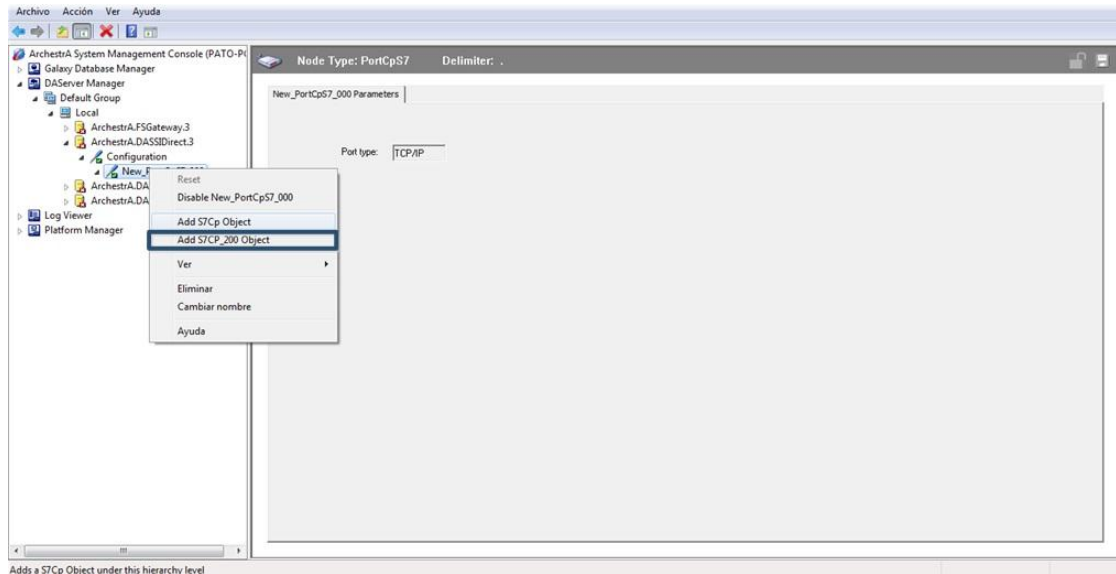 Archivo Acción Ver Ayuda
ArchestrA System Management Console (PATO-P
Galaxy Database Manager
DAServer Manager
Default Group
Local
ArchestrA.FSGateway.3
ArchestrA.DASSIDirect.3
Configuration
ArchestrA.DA
ArchestrA.DA
Log Viewer
Platform Manager
Node Type: PortCpS7 Delimiter: .
New_PortCpS7_000 Parameters
Port type: TCP/IP
Reset
Disable New_PortCpS7_000
Add S7Cp Object
Add S7CP_200 Object
Ver
Eliminar
Cambiar nombre
Ayuda
Adds a S7Cp Object under this hierarchy level